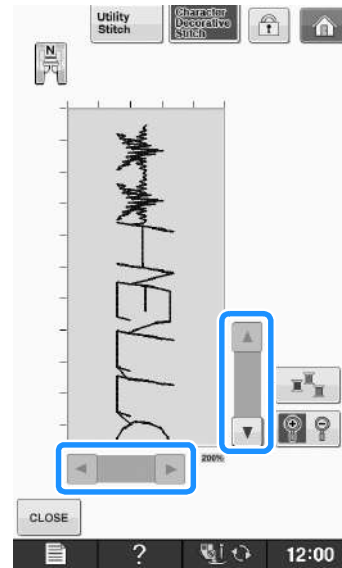 Utility
Stitch
Character
Decorative
Stitch
N
HELLO
200%
CLOSE
?
12:00